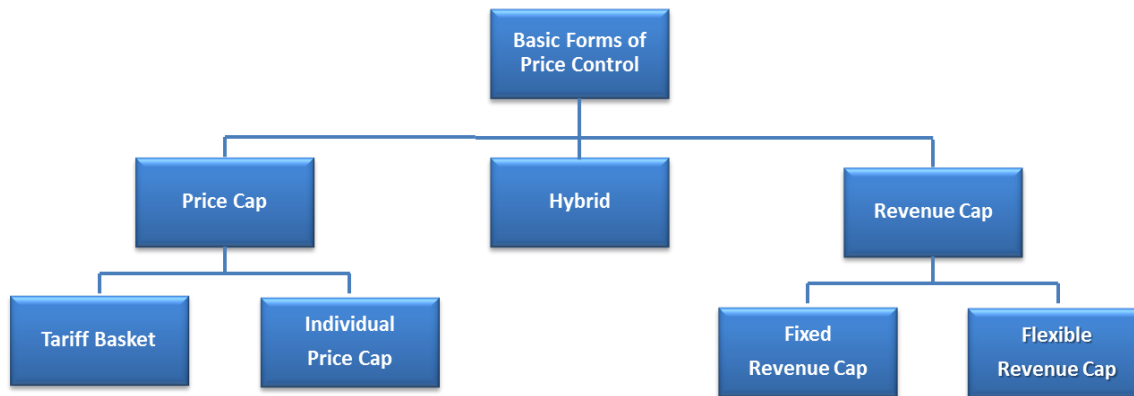 Basic Forms of
Price Control
Price Cap
Hybrid
Revenue Cap
Tariff Basket
Individual
Price Cap
Fixed
Revenue Cap
Flexible
Revenue Cap